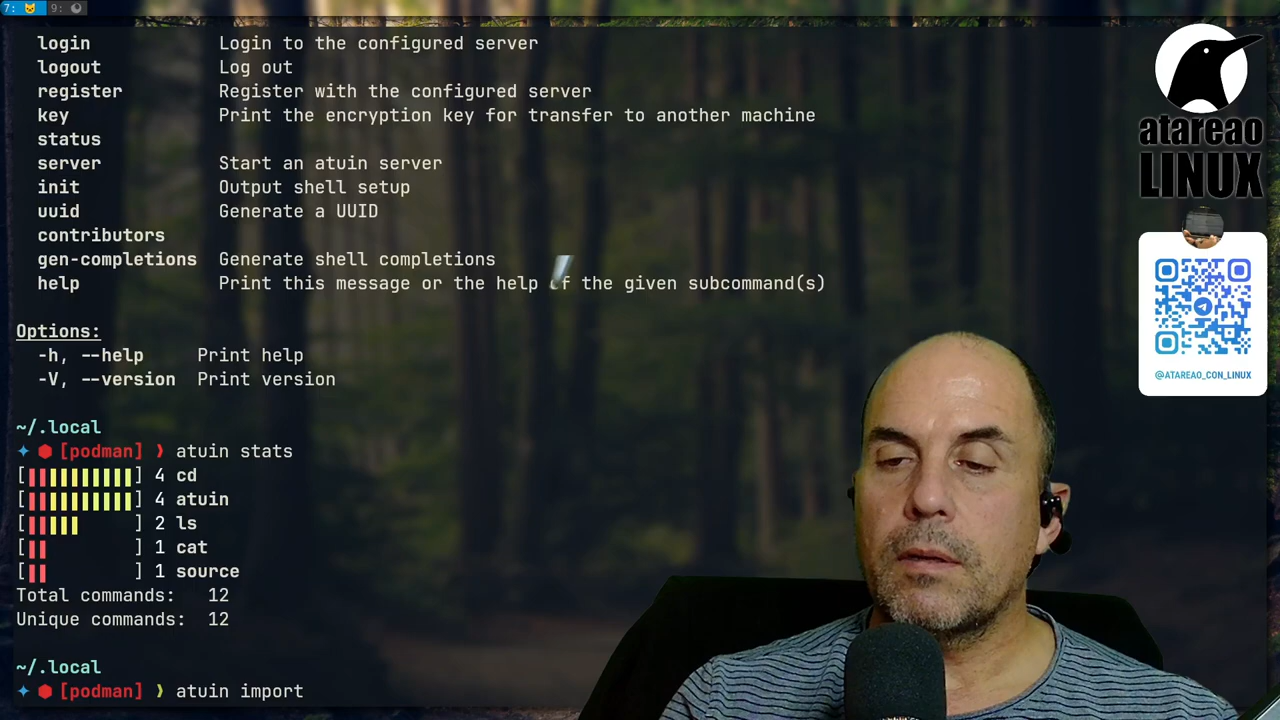 7: 9:
login Login to the configured server
logout Log out
register Register with the configured server
key Print the encryption key for transfer to another machine
status
server Start an atuin server
init Output shell setup
uuid Generate a UUID
contributors
gen-completions Generate shell completions
help Print this message or the help of the given subcommand(s)
Options:
-h, --help Print help
-V, --version Print version
~/.local
[podman] ❯ atuin stats
[ ] 4 cd
[ ] 4 atuin
[ ] 2 ls
[ ] 1 cat
[ ] 1 source
Total commands: 12
Unique commands: 12
~/.local
[podman] ❯ atuin import
atareao
LINUX
@ATAREAO_CON_LINUX